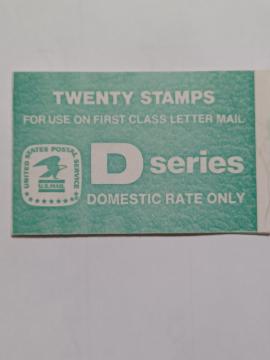 TWENTY STAMPS
FOR USE ON FIRST CLASS LETTER MAIL
UNITED STATES POSTAL SERVICE
U.S.MAIL
D series
DOMESTIC RATE ONLY